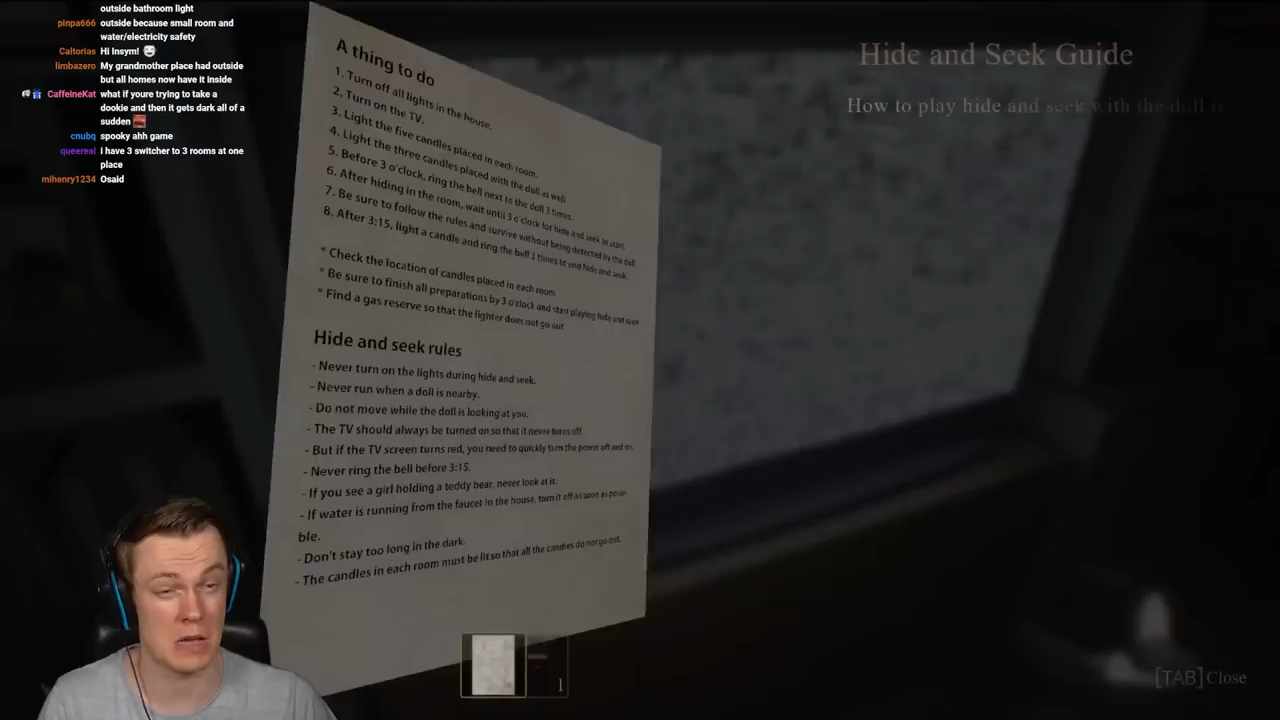 outside bathroom light
pinpa666 outside because small room and
water/electricity safety
Caltorias Hi Insym!
limbazero My grandmother place had outside
but all homes now have it inside
CaffeineKat what if youre trying to take a
dookie and then it gets dark all of a
sudden
cnubq spooky ahh game
queereal i have 3 switcher to 3 rooms at one
place
mihenry1234 Osaid
Hide and Seek Guide
How to play hide and seek with the doll is
A thing to do
1. Turn off all lights in the house.
2. Turn on the TV.
3. Light the five candles placed in each room.
4. Light the three candles placed with the doll as well
5. Before 3 o'clock, ring the bell next to the doll 3 times.
6. After hiding in the room, wait until 3 o'clock for hide and seek to start.
7. Be sure to follow the rules and survive without being detected by the doll.
8. After 3:15, light a candle and ring the bell 3 times to end hide and seek.
* Check the location of candles placed in each room
* Be sure to finish all preparations by 3 o'clock and start playing hide and seek
* Find a gas reserve so that the lighter does not go out
Hide and seek rules
- Never turn on the lights during hide and seek.
- Never run when a doll is nearby.
- Do not move while the doll is looking at you.
- The TV should always be turned on so that it never turns off.
- But if the TV screen turns red, you need to quickly turn the power off and on.
- Never ring the bell before 3:15.
- If you see a girl holding a teddy bear, never look at it.
- If water is running from the faucet in the house, turn it off as soon as possi-
ble.
- Don't stay too long in the dark.
- The candles in each room must be lit so that all the candles do not go out.
1
[TAB] Close